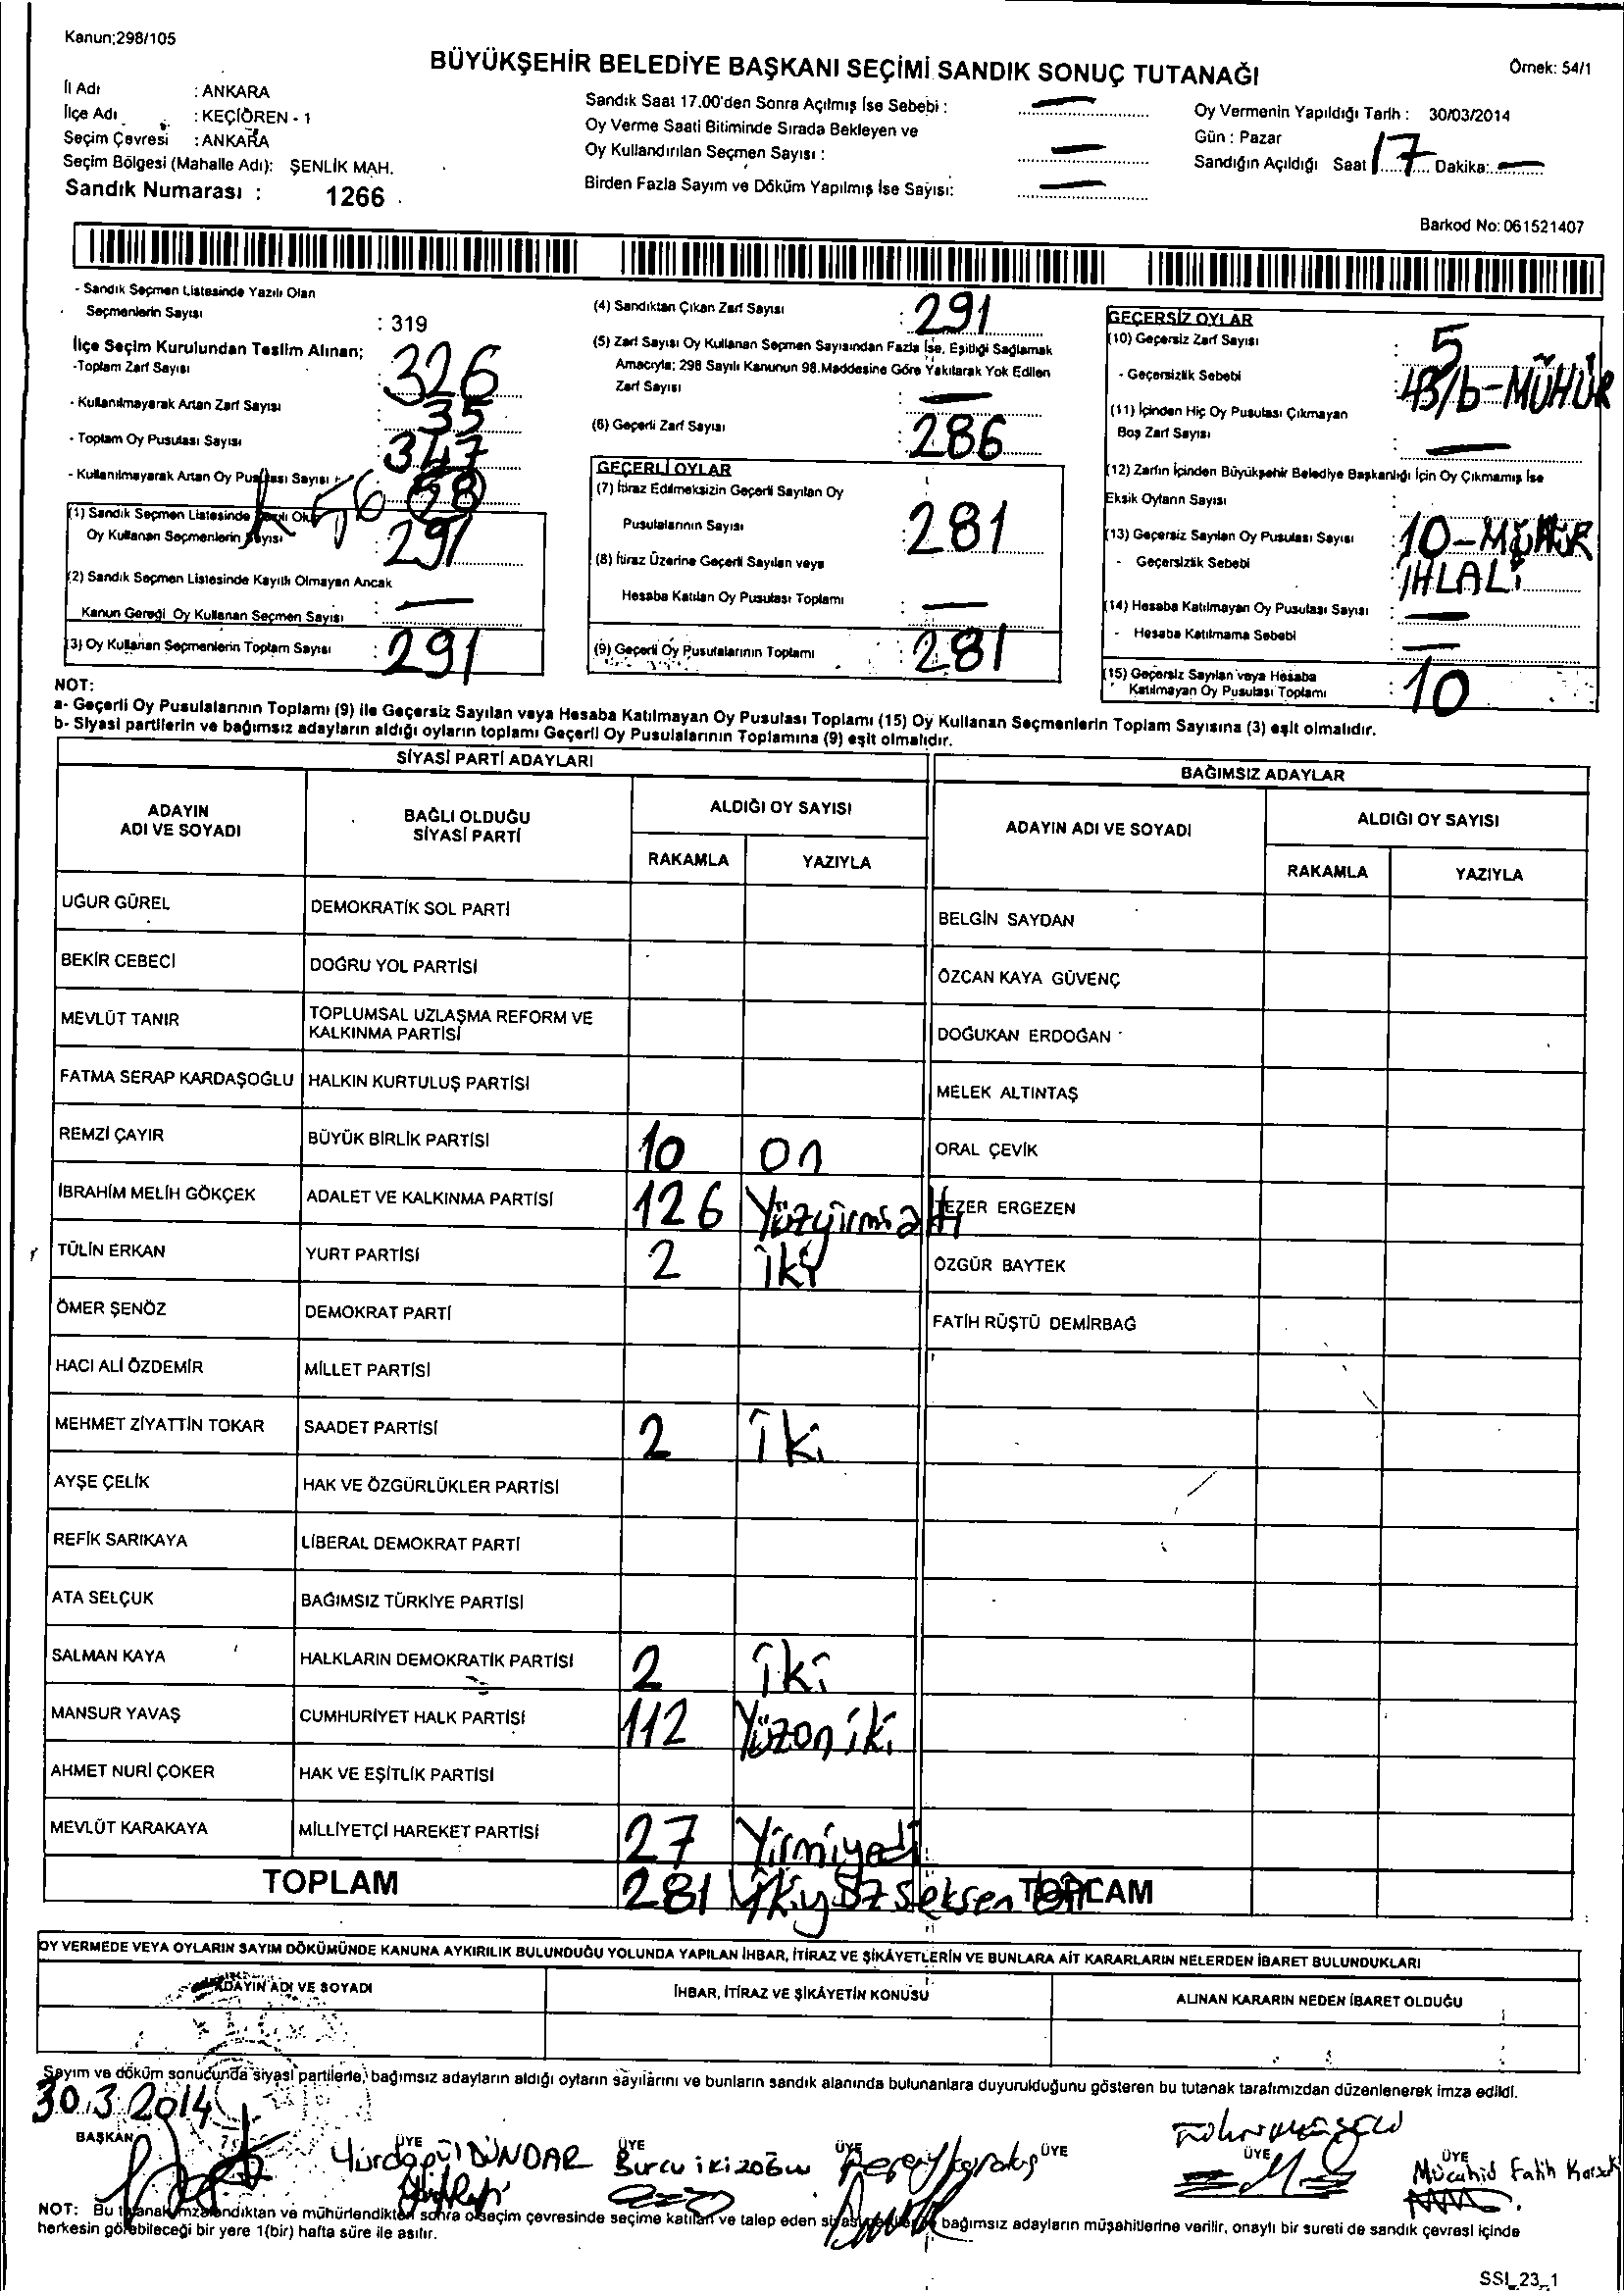 Kanun;298/105
BÜYÜKŞEHİR BELEDİYE BAŞKANI SEÇİMİ SANDIK SONUÇ TUTANAĞI
Örnek: 54/1
İl Adı : ANKARA
İlçe Adı : KEÇİÖREN - 1
Seçim Çevresi : ANKARA
Seçim Bölgesi (Mahalle Adı): ŞENLİK MAH.
Sandık Numarası : 1266
Sandık Saat 17.00'den Sonra Açılmış İse Sebebi : —
Oy Verme Saati Bitiminde Sırada Bekleyen ve
Oy Kullandırılan Seçmen Sayısı : —
Birden Fazla Sayım ve Döküm Yapılmış İse Sayısı: —
Oy Vermenin Yapıldığı Tarih : 30/03/2014
Gün : Pazar
Sandığın Açıldığı Saat 17 Dakika: —
Barkod No: 061521407
- Sandık Seçmen Listesinde Yazılı Olan
Seçmenlerin Sayısı : 319
İlçe Seçim Kurulundan Teslim Alınan;
-Toplam Zarf Sayısı : 326
- Kullanılmayarak Artan Zarf Sayısı : 35
- Toplam Oy Pusulası Sayısı : 347
- Kullanılmayarak Artan Oy Pusulası Sayısı :
(1) Sandık Seçmen Listesinde Yazılı Olup
Oy Kullanan Seçmenlerin Sayısı : 291
(2) Sandık Seçmen Listesinde Kayıtlı Olmayan Ancak
Kanun Gereği Oy Kullanan Seçmen Sayısı : —
(3) Oy Kullanan Seçmenlerin Toplam Sayısı : 291
(4) Sandıktan Çıkan Zarf Sayısı : 291
(5) Zarf Sayısı Oy Kullanan Seçmen Sayısından Fazla İse, Eşitliği Sağlamak
Amacıyla; 298 Sayılı Kanunun 98.Maddesine Göre Yakılarak Yok Edilen
Zarf Sayısı : —
(6) Geçerli Zarf Sayısı : 286
GEÇERLİ OYLAR
(7) İtiraz Edilmeksizin Geçerli Sayılan Oy
Pusulalarının Sayısı : 281
(8) İtiraz Üzerine Geçerli Sayılan veya
Hesaba Katılan Oy Pusulası Toplamı : —
(9) Geçerli Oy Pusulalarının Toplamı : 281
GEÇERSİZ OYLAR
(10) Geçersiz Zarf Sayısı : 5
- Geçersizlik Sebebi : 43/b-MÜHÜR
(11) İçinden Hiç Oy Pusulası Çıkmayan
Boş Zarf Sayısı : —
(12) Zarfın İçinden Büyükşehir Belediye Başkanlığı İçin Oy Çıkmamış İse
Eksik Oyların Sayısı
(13) Geçersiz Sayılan Oy Pusulası Sayısı : 10-MÜHÜR
- Geçersizlik Sebebi : İHLALİ
(14) Hesaba Katılmayan Oy Pusulası Sayısı : —
- Hesaba Katılmama Sebebi : —
(15) Geçersiz Sayılan veya Hesaba
Katılmayan Oy Pusulası Toplamı : 10
NOT:
a- Geçerli Oy Pusulalarının Toplamı (9) ile Geçersiz Sayılan veya Hesaba Katılmayan Oy Pusulası Toplamı (15) Oy Kullanan Seçmenlerin Toplam Sayısına (3) eşit olmalıdır.
b- Siyasi partilerin ve bağımsız adayların aldığı oyların toplamı Geçerli Oy Pusulalarının Toplamına (9) eşit olmalıdır.
SİYASİ PARTİ ADAYLARI BAĞIMSIZ ADAYLAR
ADAYIN ADI VE SOYADI BAĞLI OLDUĞU SİYASİ PARTİ ALDIĞI OY SAYISI ADAYIN ADI VE SOYADI ALDIĞI OY SAYISI
RAKAMLA YAZIYLA RAKAMLA YAZIYLA
UĞUR GÜREL DEMOKRATİK SOL PARTİ BELGİN SAYDAN
BEKİR CEBECİ DOĞRU YOL PARTİSİ ÖZCAN KAYA GÜVENÇ
MEVLÜT TANIR TOPLUMSAL UZLAŞMA REFORM VE KALKINMA PARTİSİ DOĞUKAN ERDOĞAN
FATMA SERAP KARDAŞOĞLU HALKIN KURTULUŞ PARTİSİ MELEK ALTINTAŞ
REMZİ ÇAYIR BÜYÜK BİRLİK PARTİSİ 10 on ORAL ÇEVİK
İBRAHİM MELİH GÖKÇEK ADALET VE KALKINMA PARTİSİ 126 Yüzyirmialtı TEZER ERGEZEN
TÜLİN ERKAN YURT PARTİSİ 2 iki ÖZGÜR BAYTEK
ÖMER ŞENÖZ DEMOKRAT PARTİ FATİH RÜŞTÜ DEMİRBAĞ
HACI ALİ ÖZDEMİR MİLLET PARTİSİ
MEHMET ZİYATTİN TOKAR SAADET PARTİSİ 2 iki
AYŞE ÇELİK HAK VE ÖZGÜRLÜKLER PARTİSİ
REFİK SARIKAYA LİBERAL DEMOKRAT PARTİ
ATA SELÇUK BAĞIMSIZ TÜRKİYE PARTİSİ
SALMAN KAYA HALKLARIN DEMOKRATİK PARTİSİ 2 iki
MANSUR YAVAŞ CUMHURİYET HALK PARTİSİ 112 Yüzoniki
AHMET NURİ ÇOKER HAK VE EŞİTLİK PARTİSİ
MEVLÜT KARAKAYA MİLLİYETÇİ HAREKET PARTİSİ 27 Yirmiyedi
TOPLAM 281 ikiyüzseksen TOPLAM
OY VERMEDE VEYA OYLARIN SAYIM DÖKÜMÜNDE KANUNA AYKIRILIK BULUNDUĞU YOLUNDA YAPILAN İHBAR, İTİRAZ VE ŞİKÂYETLERİN VE BUNLARA AİT KARARLARIN NELERDEN İBARET BULUNDUKLARI
ADAYIN ADI VE SOYADI İHBAR, İTİRAZ VE ŞİKÂYETİN KONUSU ALINAN KARARIN NEDEN İBARET OLDUĞU
Sayım ve döküm sonucunda siyasi partilerle, bağımsız adayların aldığı oyların sayılarını ve bunların sandık alanında bulunanlara duyurulduğunu gösteren bu tutanak tarafımızdan düzenlenerek imza edildi.
30.3.2014
BAŞKAN ÜYE ÜYE ÜYE ÜYE ÜYE ÜYE
Yurdagül DÜNDAR Burcu ikizoğlu Mücahid Fatih
NOT: Bu tutanak imzalandıktan ve mühürlendikten sonra o seçim çevresinde seçime katılan ve talep eden siyasi partiler ve bağımsız adayların müşahitlerine verilir, onaylı bir sureti de sandık çevresi içinde
herkesin görebileceği bir yere 1(bir) hafta süre ile asılır.
SSI_23_1